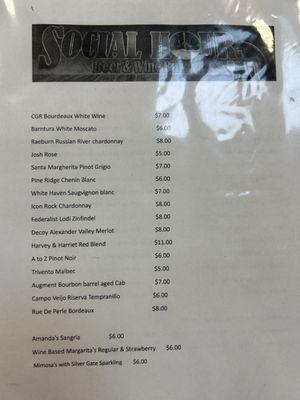 SOCIAL HOUR
Beer & Wine
CGR Bourdeaux White Wine $7.00
Barntura White Moscato $6.00
Raeburn Russian River chardonnay $8.00
Josh Rose $5.00
Santa Margherita Pinot Grigio $7.00
Pine Ridge Chenin Blanc $6.00
White Haven Saugvignon blanc $7.00
Icon Rock Chardonnay $8.00
Federalist Lodi Zinfindel $8.00
Decoy Alexander Valley Merlot $8.00
Harvey & Harriet Red Blend $11.00
A to Z Pinot Noir $6.00
Trivento Malbec $5.00
Augment Bourbon barrel aged Cab $7.00
Campo Veijo Riserva Tempranillo $6.00
Rue De Perle Bordeaux $8.00
Amanda's Sangria $6.00
Wine Based Margarita's Regular & Strawberry $6.00
Mimosa's with Silver Gate Sparkling $6.00